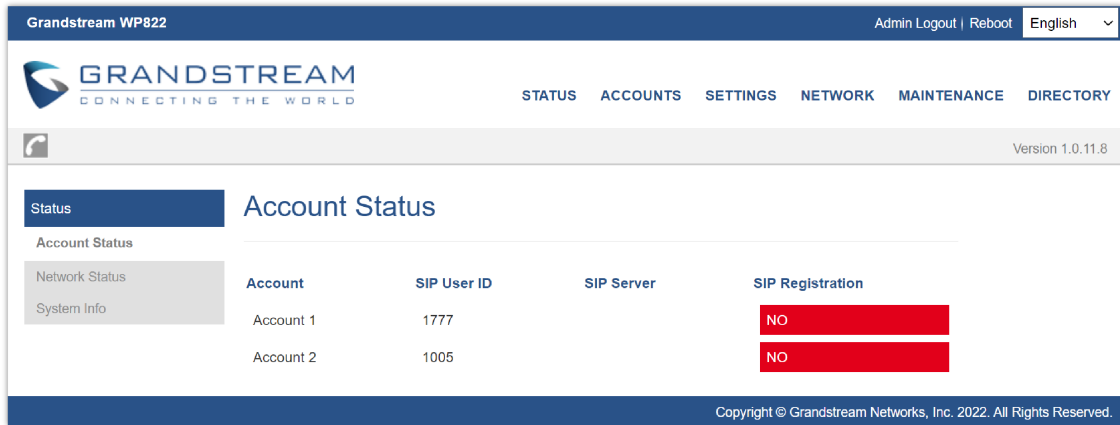 Grandstream WP822
Admin Logout | Reboot English
GRANDSTREAM
CONNECTING THE WORLD
STATUS ACCOUNTS SETTINGS NETWORK MAINTENANCE DIRECTORY
Version 1.0.11.8
Status
Account Status
Network Status
System Info
Account Status
Account SIP User ID SIP Server SIP Registration
Account 1 1777 NO
Account 2 1005 NO
Copyright © Grandstream Networks, Inc. 2022. All Rights Reserved.